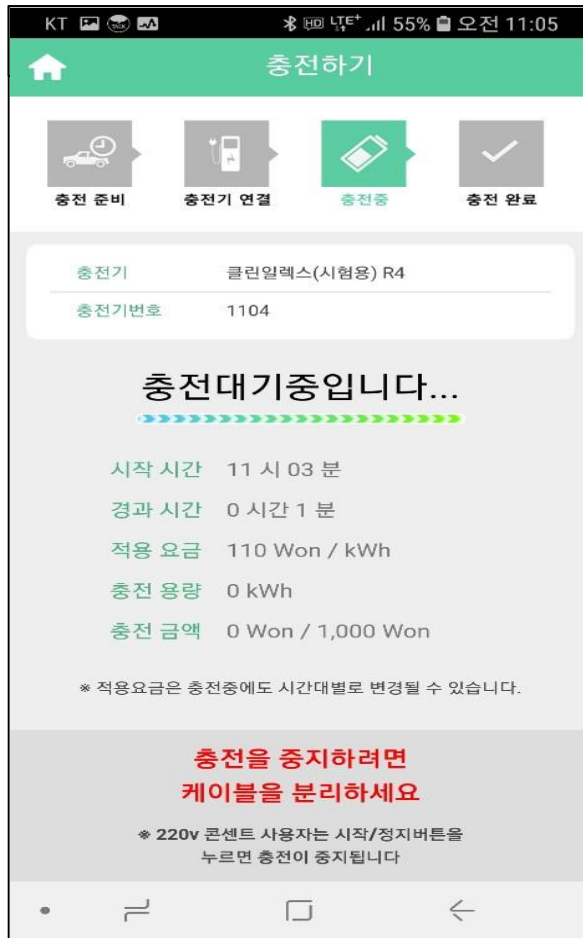 KT
HD LTE+ 55% 오전 11:05
충전하기
충전 준비 충전기 연결 충전중 충전 완료
충전기 클린일렉스(시험용) R4
충전기번호 1104
충전대기중입니다...
시작 시간 11 시 03 분
경과 시간 0 시간 1 분
적용 요금 110 Won / kWh
충전 용량 0 kWh
충전 금액 0 Won / 1,000 Won
※ 적용요금은 충전중에도 시간대별로 변경될 수 있습니다.
충전을 중지하려면
케이블을 분리하세요
※ 220v 콘센트 사용자는 시작/정지버튼을
누르면 충전이 중지됩니다